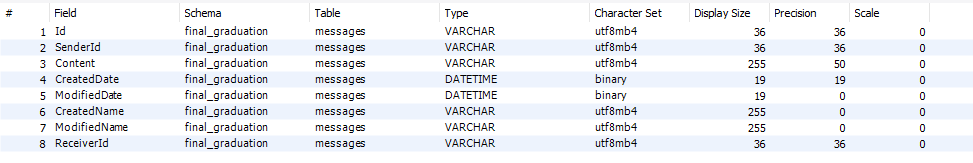 # Field Schema Table Type Character Set Display Size Precision Scale
1 Id final_graduation messages VARCHAR utf8mb4 36 36 0
2 SenderId final_graduation messages VARCHAR utf8mb4 36 36 0
3 Content final_graduation messages VARCHAR utf8mb4 255 50 0
4 CreatedDate final_graduation messages DATETIME binary 19 19 0
5 ModifiedDate final_graduation messages DATETIME binary 19 0 0
6 CreatedName final_graduation messages VARCHAR utf8mb4 255 0 0
7 ModifiedName final_graduation messages VARCHAR utf8mb4 255 0 0
8 ReceiverId final_graduation messages VARCHAR utf8mb4 36 36 0